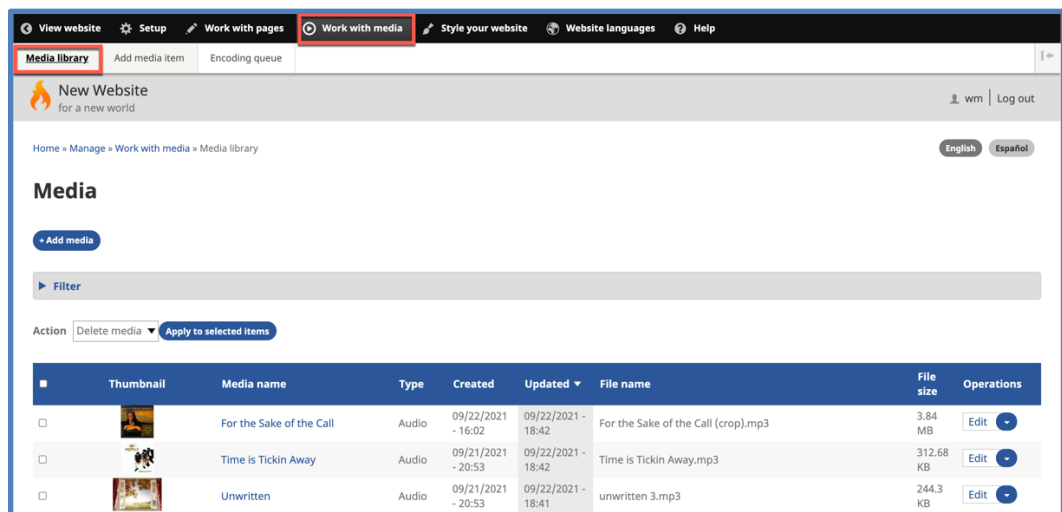 View website Setup Work with pages Work with media Style your website Website languages Help
Media library Add media item Encoding queue
New Website
for a new world
wm Log out
Home » Manage » Work with media » Media library
English Español
Media
+ Add media
Filter
Action Delete media Apply to selected items
Thumbnail Media name Type Created Updated File name File size Operations
For the Sake of the Call Audio 09/22/2021 - 16:02 09/22/2021 - 18:42 For the Sake of the Call (crop).mp3 3.84 MB Edit
Time is Tickin Away Audio 09/21/2021 - 20:53 09/22/2021 - 18:42 Time is Tickin Away.mp3 312.68 KB Edit
Unwritten Audio 09/21/2021 - 20:53 09/22/2021 - 18:41 unwritten 3.mp3 244.3 KB Edit